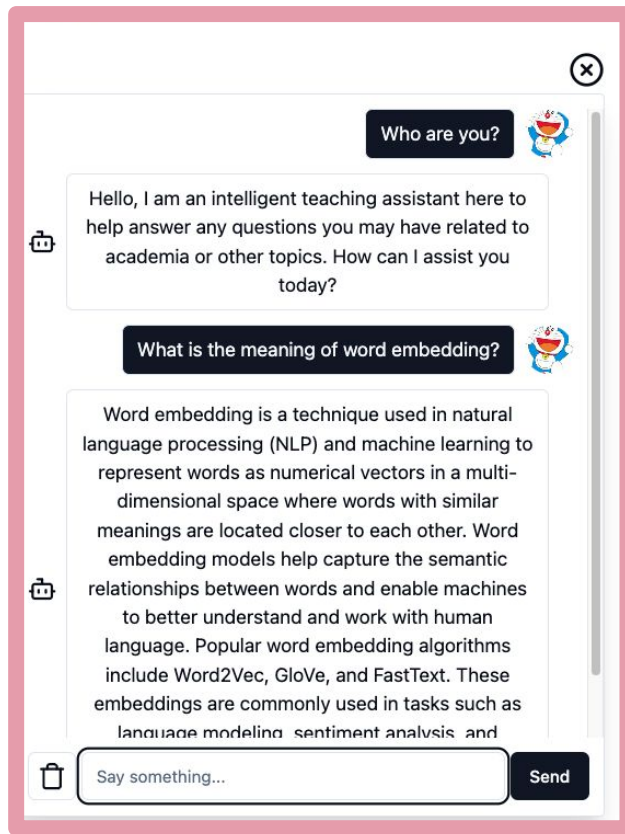 Who are you?
Hello, I am an intelligent teaching assistant here to
help answer any questions you may have related to
academia or other topics. How can I assist you
today?
What is the meaning of word embedding?
Word embedding is a technique used in natural
language processing (NLP) and machine learning to
represent words as numerical vectors in a multi-
dimensional space where words with similar
meanings are located closer to each other. Word
embedding models help capture the semantic
relationships between words and enable machines
to better understand and work with human
language. Popular word embedding algorithms
include Word2Vec, GloVe, and FastText. These
embeddings are commonly used in tasks such as
language modeling, sentiment analysis, and
Say something...
Send